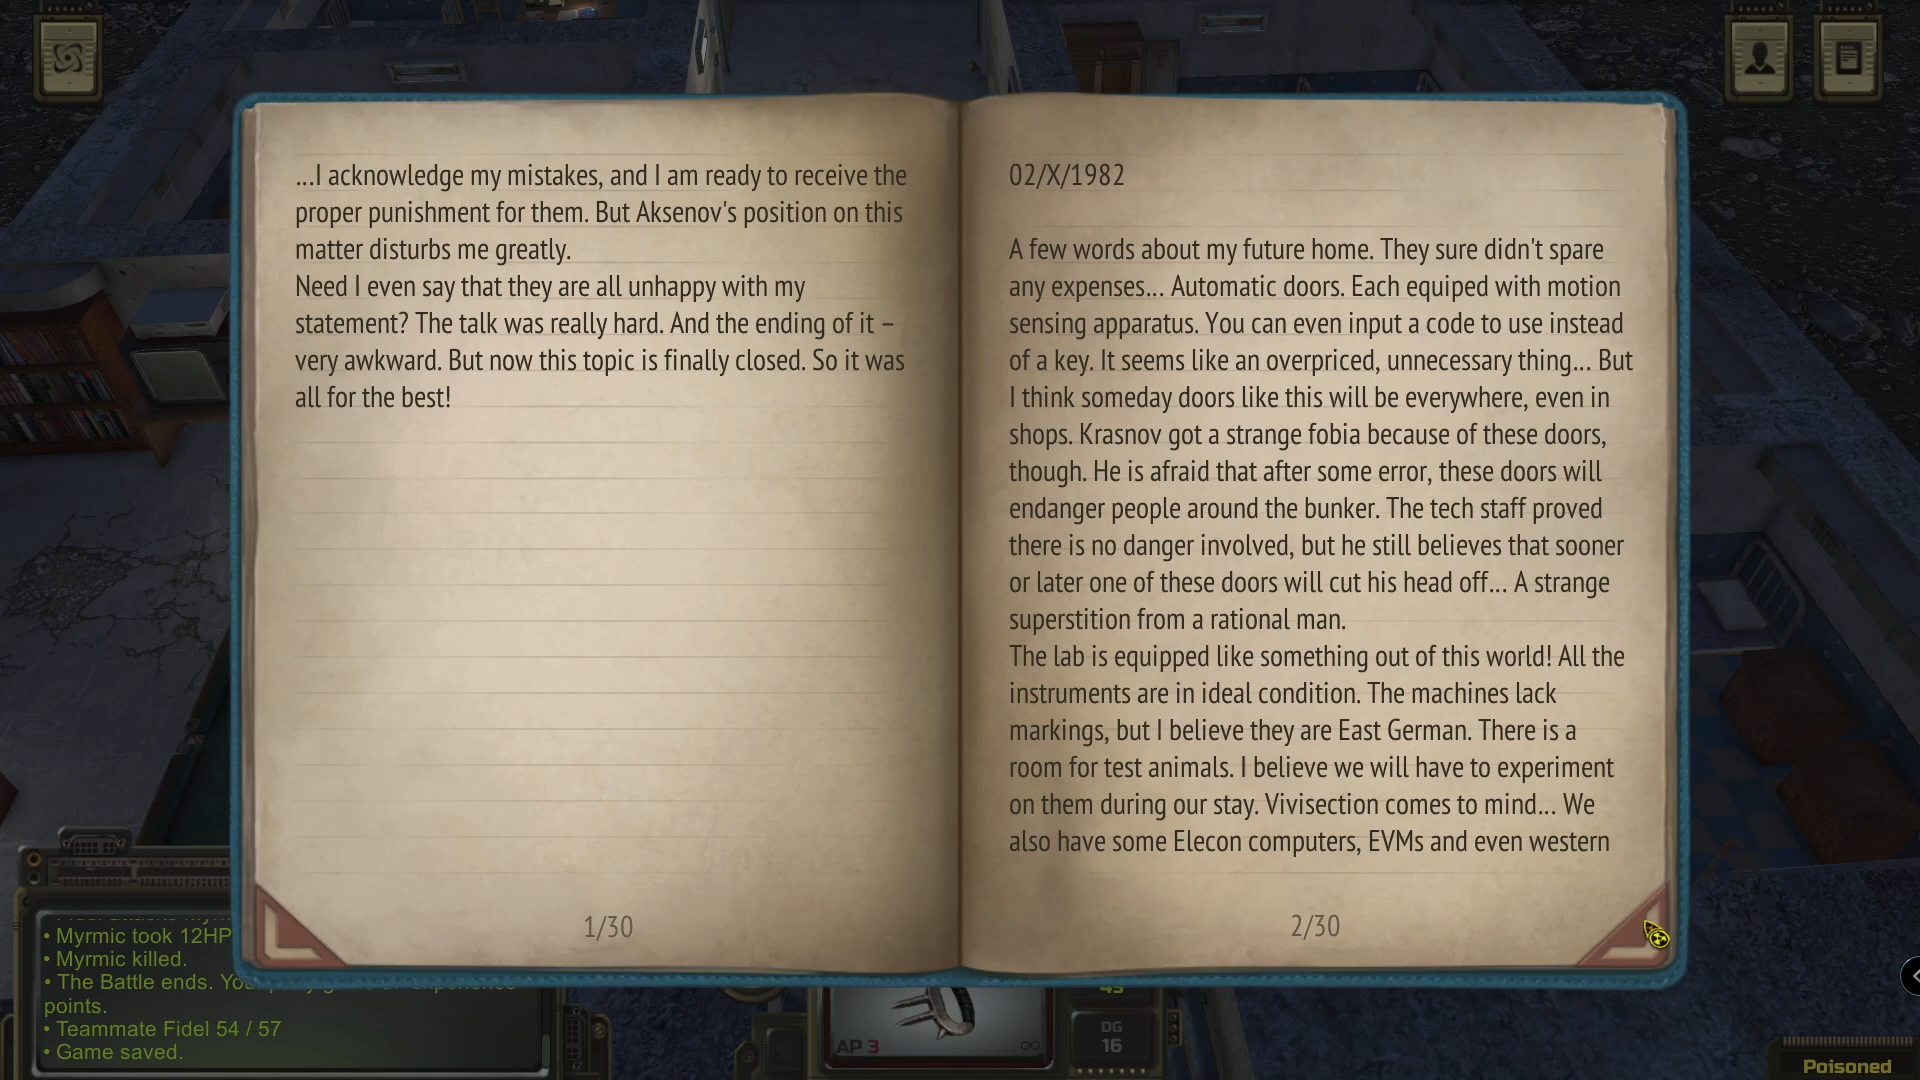 ...I acknowledge my mistakes, and I am ready to receive the
proper punishment for them. But Aksenov's position on this
matter disturbs me greatly.
Need I even say that they are all unhappy with my
statement? The talk was really hard. And the ending of it –
very awkward. But now this topic is finally closed. So it was
all for the best!
1/30
02/X/1982
A few words about my future home. They sure didn't spare
any expenses... Automatic doors. Each equiped with motion
sensing apparatus. You can even input a code to use instead
of a key. It seems like an overpriced, unnecessary thing... But
I think someday doors like this will be everywhere, even in
shops. Krasnov got a strange fobia because of these doors,
though. He is afraid that after some error, these doors will
endanger people around the bunker. The tech staff proved
there is no danger involved, but he still believes that sooner
or later one of these doors will cut his head off... A strange
superstition from a rational man.
The lab is equipped like something out of this world! All the
instruments are in ideal condition. The machines lack
markings, but I believe they are East German. There is a
room for test animals. I believe we will have to experiment
on them during our stay. Vivisection comes to mind... We
also have some Elecon computers, EVMs and even western
2/30
• Myrmic took 12HP
• Myrmic killed.
• The Battle ends.
points.
• Teammate Fidel 54 / 57
• Game saved.
AP 3
DG
16
Poisoned